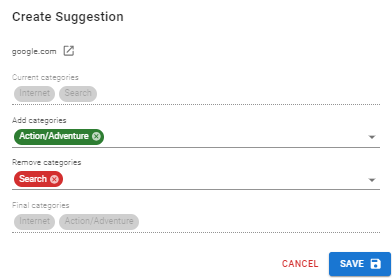 Create Suggestion
google.com
Current categories
Internet Search
Add categories
Action/Adventure
Remove categories
Search
Final categories
Internet Action/Adventure
CANCEL SAVE